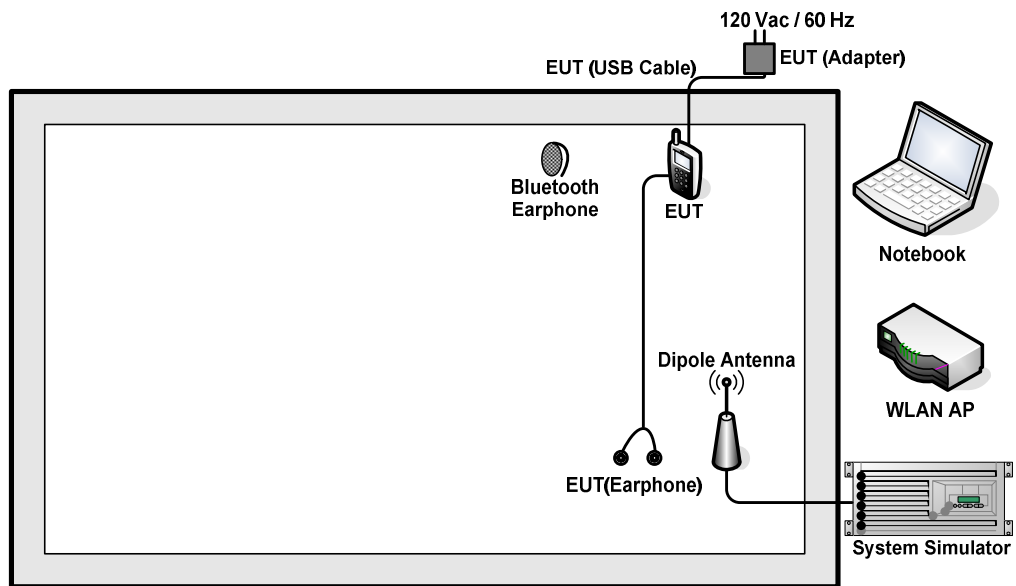 120 Vac / 60 Hz
EUT (Adapter)
EUT (USB Cable)
Bluetooth
Earphone
EUT
Notebook
Dipole Antenna
WLAN AP
EUT(Earphone)
System Simulator